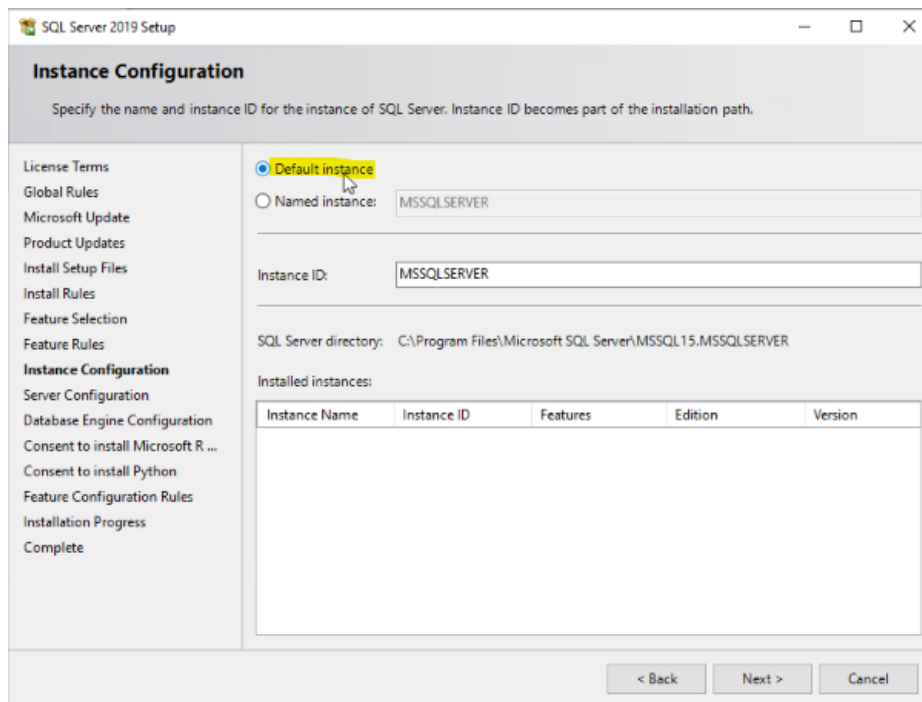 SQL Server 2019 Setup
Instance Configuration
Specify the name and instance ID for the instance of SQL Server. Instance ID becomes part of the installation path.
License Terms
Global Rules
Microsoft Update
Product Updates
Install Setup Files
Install Rules
Feature Selection
Feature Rules
Instance Configuration
Server Configuration
Database Engine Configuration
Consent to install Microsoft R ...
Consent to install Python
Feature Configuration Rules
Installation Progress
Complete
Default instance
Named instance: MSSQLSERVER
Instance ID: MSSQLSERVER
SQL Server directory: C:\Program Files\Microsoft SQL Server\MSSQL15.MSSQLSERVER
Installed instances:
Instance Name Instance ID Features Edition Version
< Back Next > Cancel